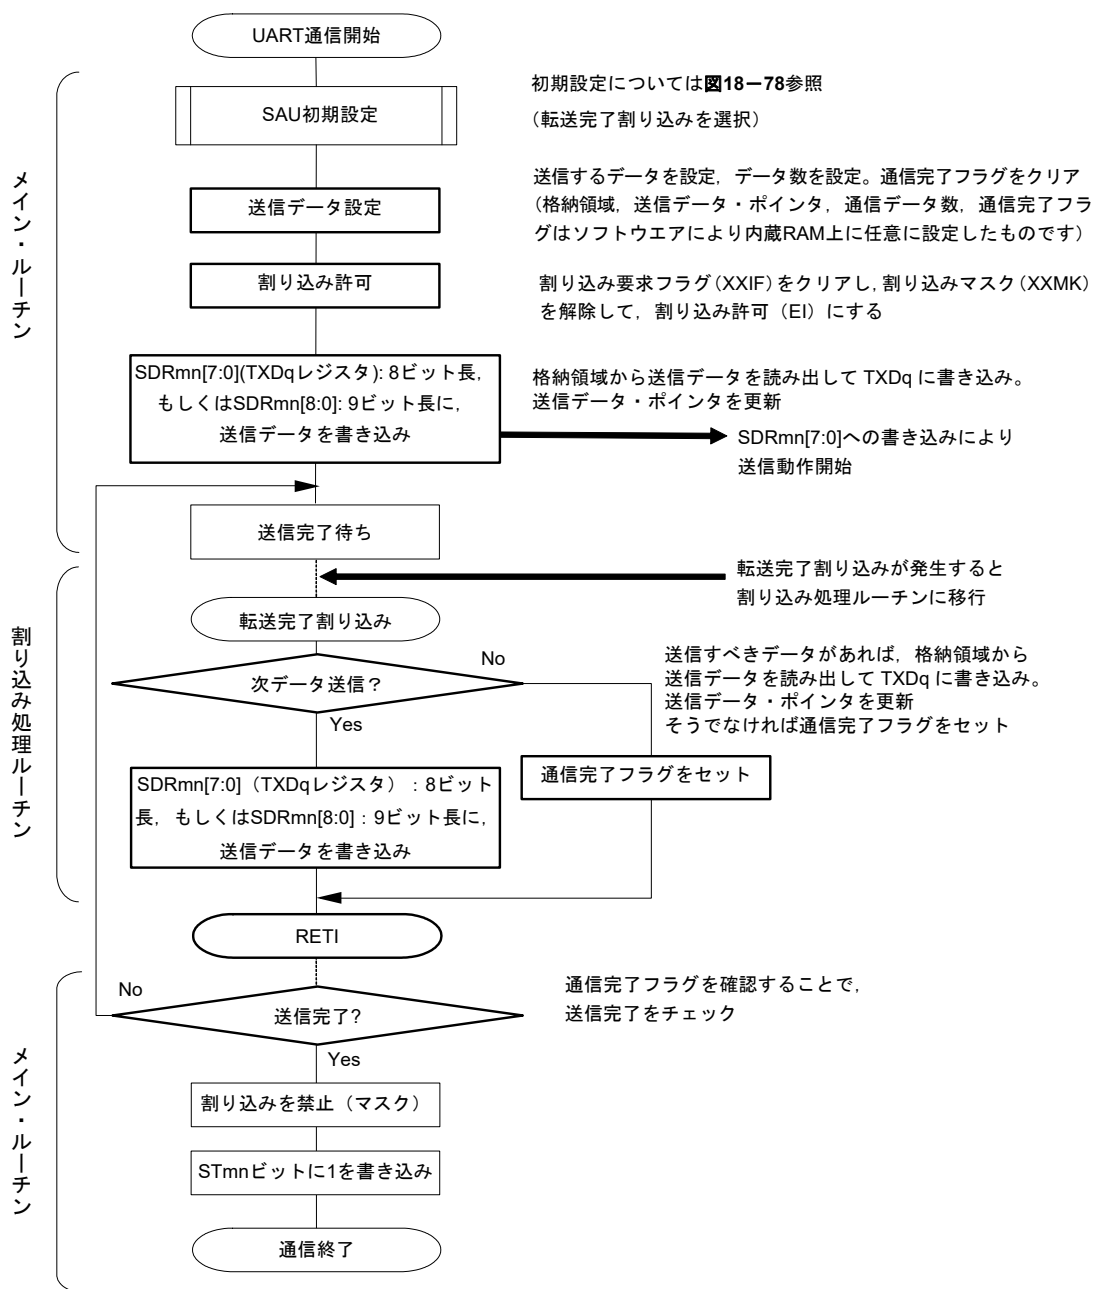 UART通信開始
メイン・ルーチン
SAU初期設定
初期設定については図18－78参照
（転送完了割り込みを選択）
送信データ設定
送信するデータを設定，データ数を設定。通信完了フラグをクリア
（格納領域，送信データ・ポインタ，通信データ数，通信完了フラ
グはソフトウエアにより内蔵RAM上に任意に設定したものです）
割り込み許可
割り込み要求フラグ（XXIF）をクリアし，割り込みマスク（XXMK）
を解除して，割り込み許可（EI）にする
SDRmn[7:0](TXDqレジスタ): 8ビット長，
もしくはSDRmn[8:0]: 9ビット長に，
送信データを書き込み
格納領域から送信データを読み出して TXDq に書き込み。
送信データ・ポインタを更新
SDRmn[7:0]への書き込みにより
送信動作開始
送信完了待ち
割り込み処理ルーチン
転送完了割り込みが発生すると
割り込み処理ルーチンに移行
転送完了割り込み
次データ送信？
No
Yes
送信すべきデータがあれば，格納領域から
送信データを読み出して TXDq に書き込み。
送信データ・ポインタを更新
そうでなければ通信完了フラグをセット
SDRmn[7:0]（TXDqレジスタ）：8ビット
長，もしくはSDRmn[8:0]：9ビット長に，
送信データを書き込み
通信完了フラグをセット
RETI
メイン・ルーチン
No
送信完了?
Yes
通信完了フラグを確認することで，
送信完了をチェック
割り込みを禁止（マスク）
STmnビットに1を書き込み
通信終了